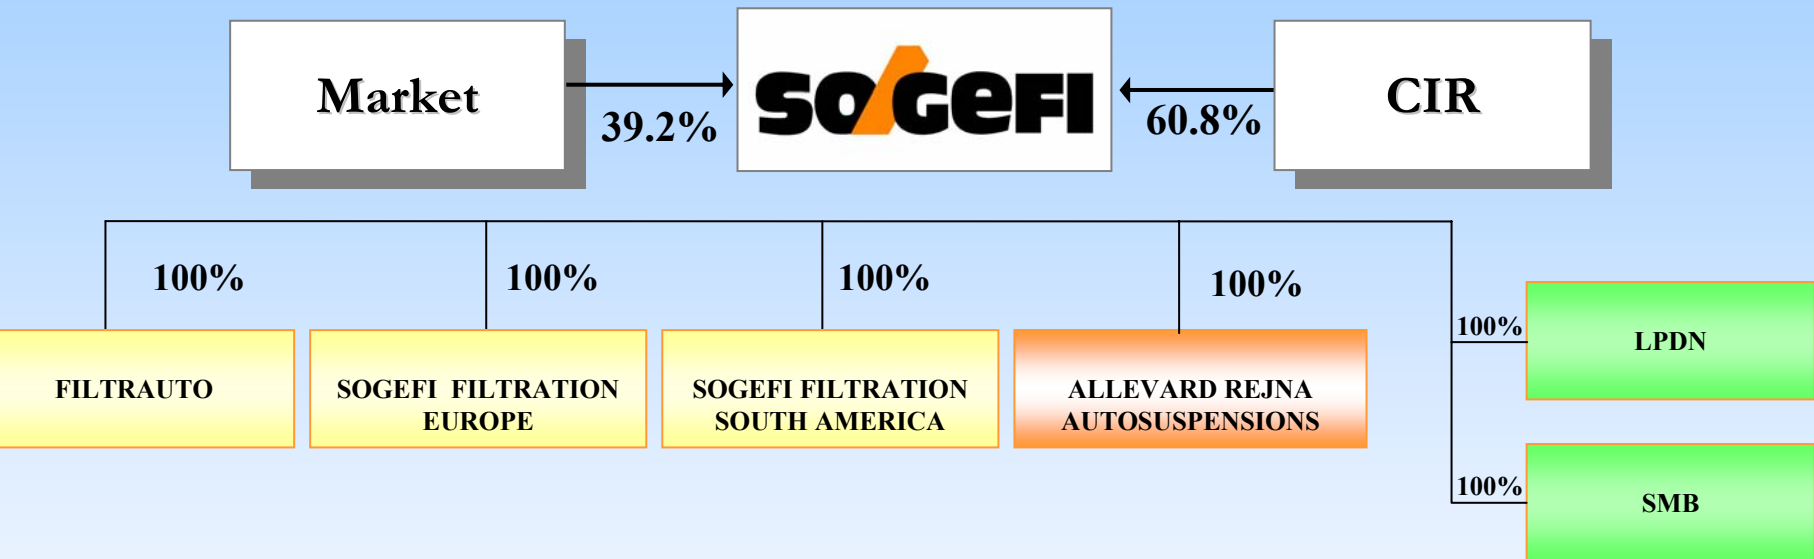 Market
SOGEFI
CIR
39.2%
60.8%
100%
100%
100%
100%
100%
LPDN
FILTRAUTO
SOGEFI FILTRATION
EUROPE
SOGEFI FILTRATION
SOUTH AMERICA
ALLEVARD REJNA
AUTOSUSPENSIONS
100%
SMB